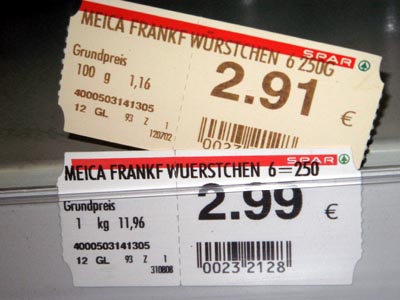 MEICA FRANKF WÜRSTCHEN 6 250G
SPAR
Grundpreis
100 g 1,16
2.91 €
4000503141305
12 GL 93 Z 1
120702
MEICA FRANKF WUERSTCHEN 6=250
SPAR
Grundpreis
1 kg 11,96
2.99 €
4000503141305
12 GL 93 Z 1
310808
0023 2128